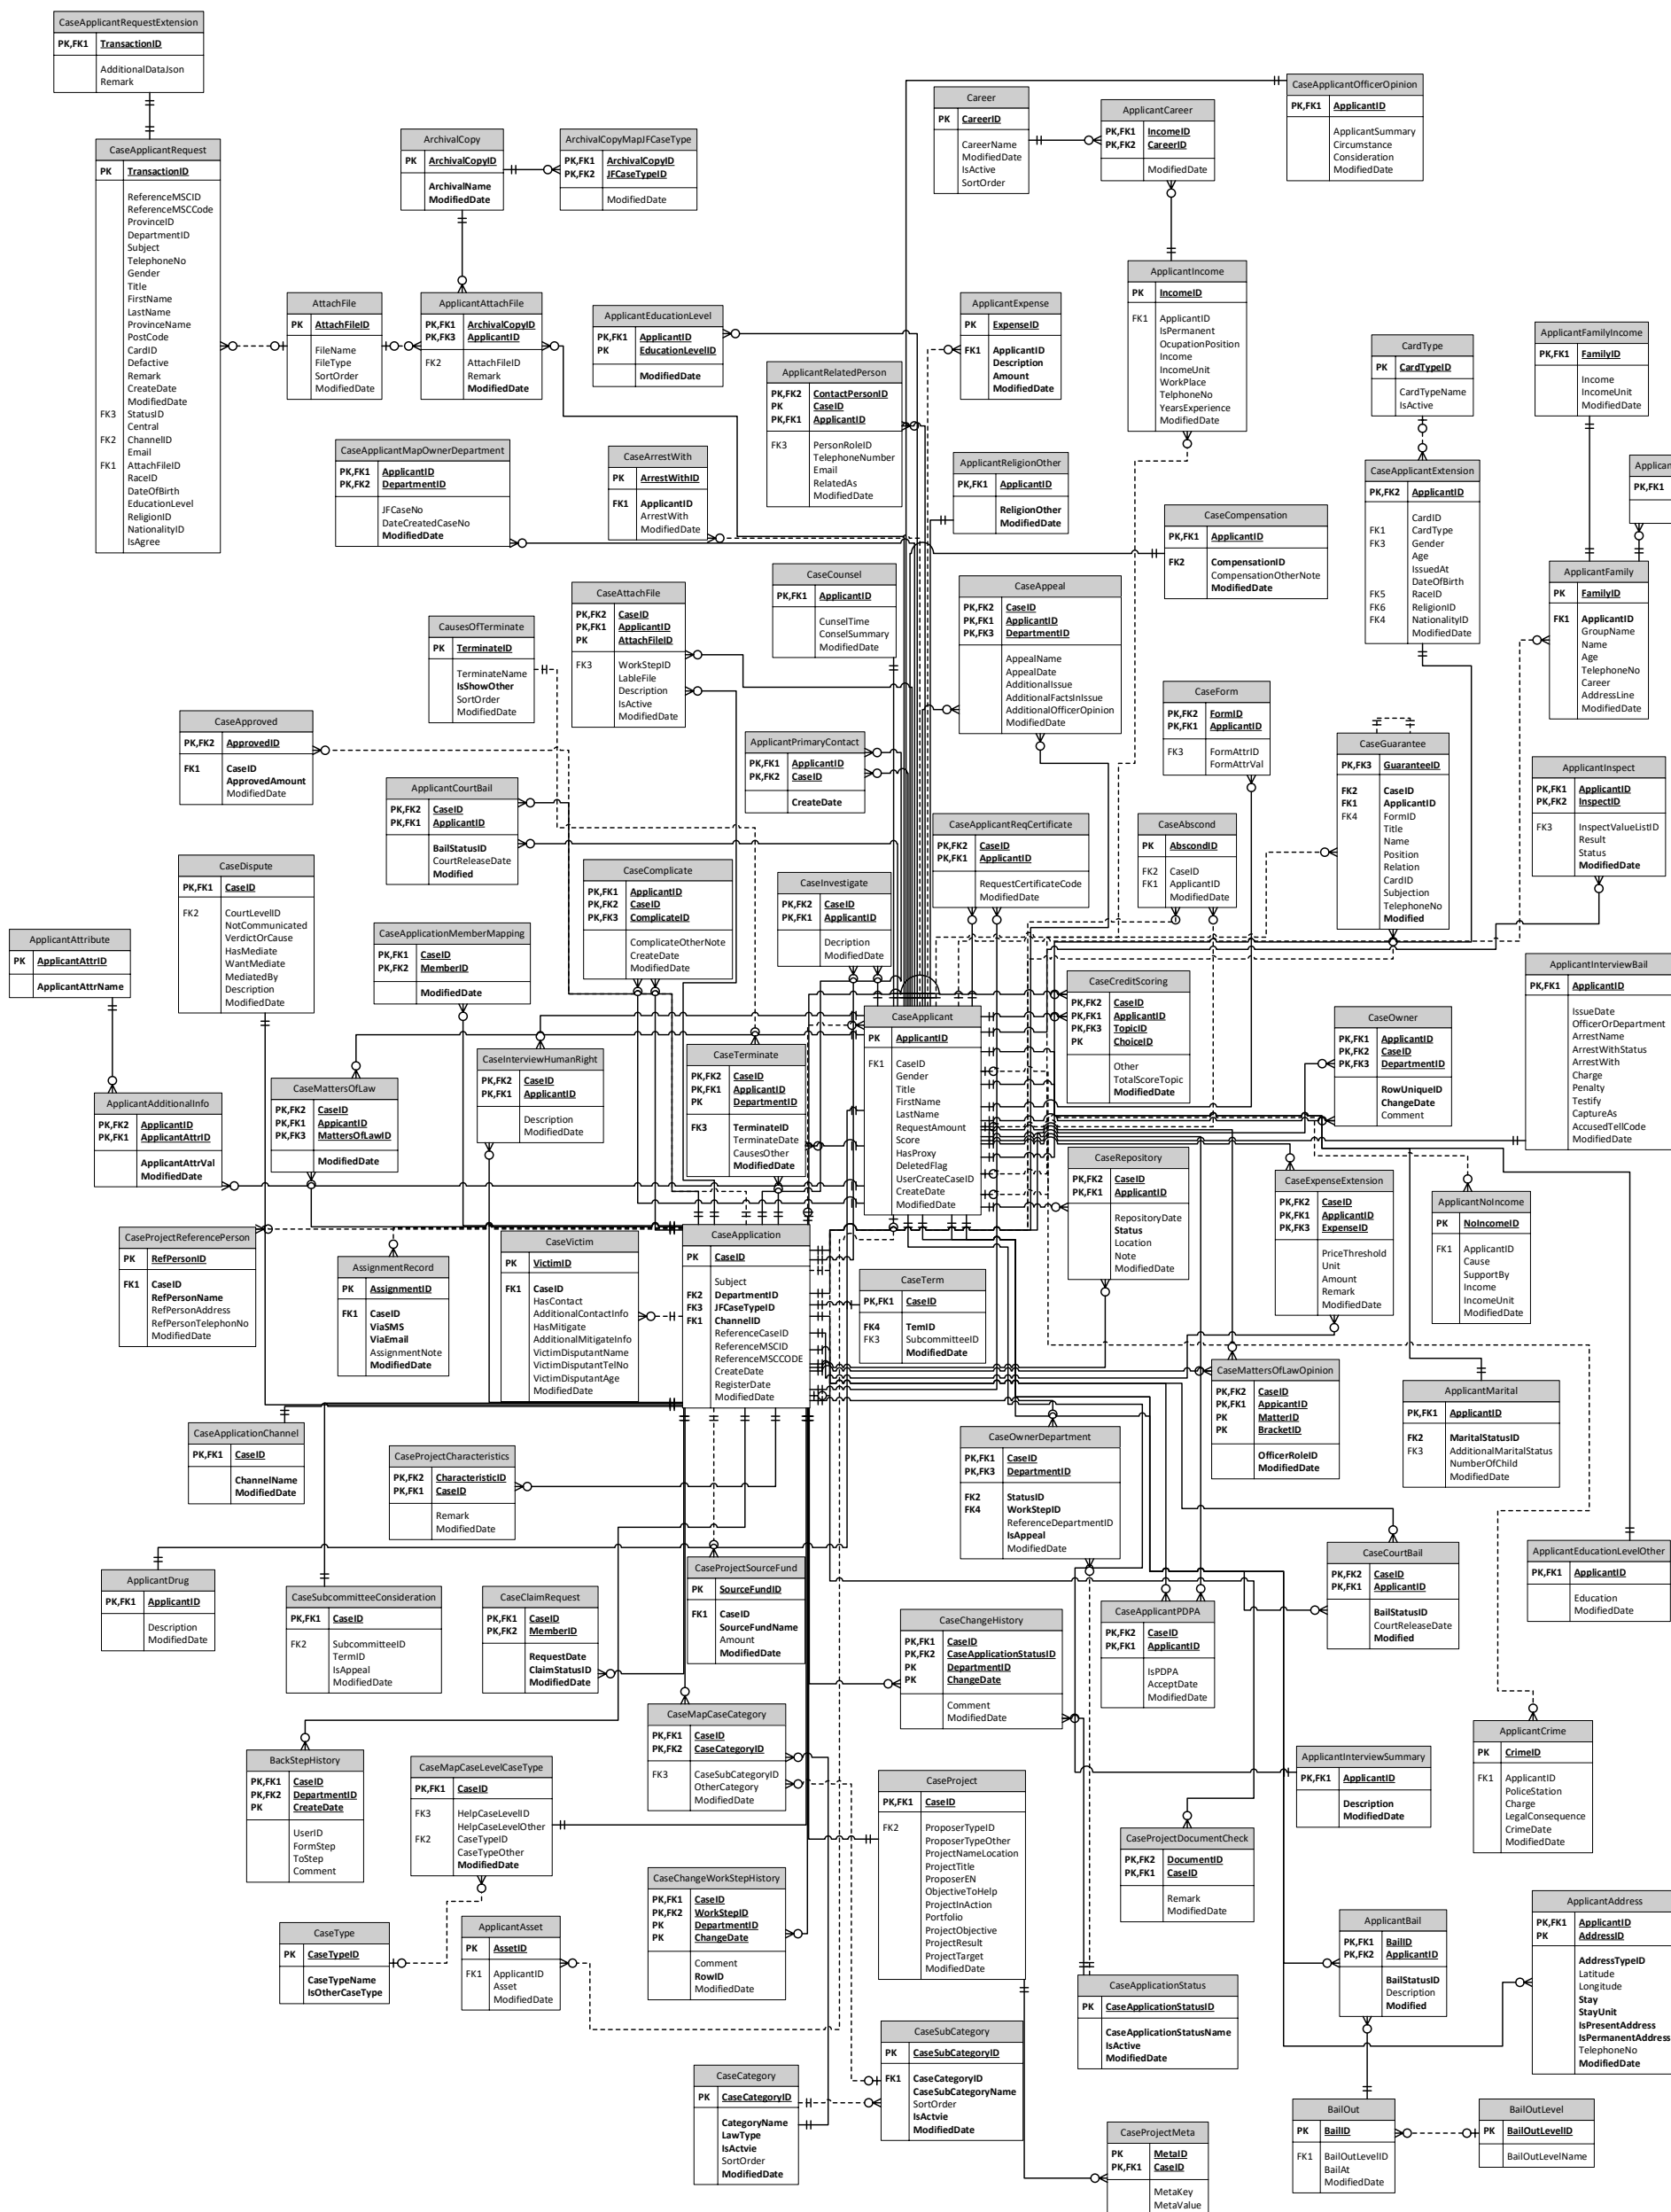 CaseApplicantRequestExtension
PK,FK1 TransactionID
AdditionalDataJson
Remark
CaseApplicantRequest
PK TransactionID
ReferenceMSCID
ReferenceMSCCode
ProvinceID
DepartmentID
Subject
TelephoneNo
Gender
Title
FirstName
LastName
ProvinceName
PostCode
CardID
Defactive
Remark
CreateDate
ModifiedDate
FK3 StatusID
Central
FK2 ChannelID
Email
FK1 AttachFileID
RaceID
DateOfBirth
EducationLevel
ReligionID
NationalityID
IsAgree
ArchivalCopy
PK ArchivalCopyID
ArchivalName
ModifiedDate
ArchivalCopyMapJFCaseType
PK,FK1 ArchivalCopyID
PK,FK2 JFCaseTypeID
ModifiedDate
Career
PK CareerID
CareerName
ModifiedDate
IsActive
SortOrder
ApplicantCareer
PK,FK1 IncomeID
PK,FK2 CareerID
ModifiedDate
CaseApplicantOfficerOpinion
PK,FK1 ApplicantID
ApplicantSummary
Circumstance
Consideration
ModifiedDate
AttachFile
PK AttachFileID
FileName
FileType
SortOrder
ModifiedDate
ApplicantAttachFile
PK,FK1 ArchivalCopyID
PK,FK3 ApplicantID
FK2 AttachFileID
Remark
ModifiedDate
ApplicantEducationLevel
PK,FK1 ApplicantID
PK EducationLevelID
ModifiedDate
ApplicantRelatedPerson
PK,FK2 ContactPersonID
PK CaseID
PK,FK1 ApplicantID
FK3 PersonRoleID
TelephoneNumber
Email
RelatedAs
ModifiedDate
ApplicantExpense
PK ExpenseID
FK1 ApplicantID
Description
Amount
ModifiedDate
ApplicantIncome
PK IncomeID
FK1 ApplicantID
IsPermanent
OcupationPosition
Income
IncomeUnit
WorkPlace
TelphoneNo
YearsExperience
ModifiedDate
CardType
PK CardTypeID
CardTypeName
IsActive
ApplicantFamilyIncome
PK,FK1 FamilyID
Income
IncomeUnit
ModifiedDate
CaseApplicantMapOwnerDepartment
PK,FK1 ApplicantID
PK,FK2 DepartmentID
JFCaseNo
DateCreatedCaseNo
ModifiedDate
CaseArrestWith
PK ArrestWithID
FK1 ApplicantID
ArrestWith
ModifiedDate
ApplicantReligionOther
PK,FK1 ApplicantID
ReligionOther
ModifiedDate
CaseCompensation
PK,FK1 ApplicantID
FK2 CompensationID
CompensationOtherNote
ModifiedDate
CaseApplicantExtension
PK,FK2 ApplicantID
CardID
FK1 CardType
FK3 Gender
Age
IssuedAt
DateOfBirth
FK5 RaceID
FK6 ReligionID
FK4 NationalityID
ModifiedDate
Applicant
PK,FK1
ApplicantFamily
PK FamilyID
FK1 ApplicantID
GroupName
Name
Age
TelephoneNo
Career
AddressLine
ModifiedDate
CausesOfTerminate
PK TerminateID
TerminateName
IsShowOther
SortOrder
ModifiedDate
CaseAttachFile
PK,FK2 CaseID
PK,FK1 ApplicantID
PK AttachFileID
FK3 WorkStepID
LableFile
Description
IsActive
ModifiedDate
CaseCounsel
PK,FK1 ApplicantID
CunselTime
ConselSummary
ModifiedDate
CaseAppeal
PK,FK2 CaseID
PK,FK1 ApplicantID
PK,FK3 DepartmentID
AppealName
AppealDate
AdditionalIssue
AdditionalFactsInIssue
AdditionalOfficerOpinion
ModifiedDate
CaseForm
PK,FK2 FormID
PK,FK1 ApplicantID
FK3 FormAttrID
FormAttrVal
CaseGuarantee
PK,FK3 GuaranteeID
FK2 CaseID
FK1 ApplicantID
FK4 FormID
Title
Name
Position
Relation
CardID
Subjection
TelephoneNo
Modified
CaseApproved
PK,FK2 ApprovedID
FK1 CaseID
ApprovedAmount
ModifiedDate
ApplicantPrimaryContact
PK,FK1 ApplicantID
PK,FK2 CaseID
CreateDate
ApplicantInspect
PK,FK1 ApplicantID
PK,FK2 InspectID
FK3 InspectValueListID
Result
Status
ModifiedDate
ApplicantCourtBail
PK,FK2 CaseID
PK,FK1 ApplicantID
BailStatusID
CourtReleaseDate
Modified
CaseApplicantReqCertificate
PK,FK2 CaseID
PK,FK1 ApplicantID
RequestCertificateCode
ModifiedDate
CaseAbscond
PK AbscondID
FK2 CaseID
FK1 ApplicantID
ModifiedDate
CaseDispute
PK,FK1 CaseID
FK2 CourtLevelID
NotCommunicated
VerdictOrCause
HasMediate
WantMediate
MediatedBy
Description
ModifiedDate
CaseComplicate
PK,FK1 ApplicantID
PK,FK2 CaseID
PK,FK3 ComplicateID
ComplicateOtherNote
CreateDate
ModifiedDate
CaseInvestigate
PK,FK2 CaseID
PK,FK1 ApplicantID
Decription
ModifiedDate
ApplicantAttribute
PK ApplicantAttrID
ApplicantAttrName
CaseApplicationMemberMapping
PK,FK1 CaseID
PK,FK2 MemberID
ModifiedDate
ApplicantInterviewBail
PK,FK1 ApplicantID
IssueDate
OfficerOrDepartment
ArrestName
ArrestWithStatus
ArrestWith
Charge
Penalty
Testify
CaptureAs
AccusedTellCode
ModifiedDate
CaseCreditScoring
PK,FK2 CaseID
PK,FK1 ApplicantID
PK,FK3 TopicID
PK ChoiceID
Other
TotalScoreTopic
ModifiedDate
CaseApplicant
PK ApplicantID
FK1 CaseID
Gender
Title
FirstName
LastName
RequestAmount
Score
HasProxy
DeletedFlag
UserCreateCaseID
CreateDate
ModifiedDate
CaseOwner
PK,FK1 ApplicantID
PK,FK2 CaseID
PK,FK3 DepartmentID
RowUniqueID
ChangeDate
Comment
CaseInterviewHumanRight
PK,FK2 CaseID
PK,FK1 ApplicantID
Description
ModifiedDate
CaseTerminate
PK,FK2 CaseID
PK,FK1 ApplicantID
PK DepartmentID
FK3 TerminateID
TerminateDate
CausesOther
ModifiedDate
CaseMattersOfLaw
PK,FK2 CaseID
PK,FK1 AppicantID
PK,FK3 MattersOfLawID
ModifiedDate
ApplicantAdditionalInfo
PK,FK2 ApplicantID
PK,FK1 ApplicantAttrID
ApplicantAttrVal
ModifiedDate
CaseRepository
PK,FK2 CaseID
PK,FK1 ApplicantID
RepositoryDate
Status
Location
Note
ModifiedDate
CaseExpenseExtension
PK,FK2 CaseID
PK,FK1 ApplicantID
PK,FK3 ExpenseID
PriceThreshold
Unit
Amount
Remark
ModifiedDate
ApplicantNoIncome
PK NoIncomeID
FK1 ApplicantID
Cause
SupportBy
Income
IncomeUnit
ModifiedDate
CaseProjectReferencePerson
PK RefPersonID
FK1 CaseID
RefPersonName
RefPersonAddress
RefPersonTelephonNo
ModifiedDate
AssignmentRecord
PK AssignmentID
FK1 CaseID
ViaSMS
ViaEmail
AssignmentNote
ModifiedDate
CaseVictim
PK VictimID
FK1 CaseID
HasContact
AdditionalContactInfo
HasMitigate
AdditionalMitigateInfo
VictimDisputantName
VictimDisputantTelNo
VictimDisputantAge
ModifiedDate
CaseApplication
PK CaseID
Subject
FK2 DepartmentID
FK3 JFCaseTypeID
FK1 ChannelID
ReferenceCaseID
ReferenceMSCID
ReferenceMSCCODE
CreateDate
RegisterDate
ModifiedDate
CaseTerm
PK,FK1 CaseID
FK4 TemID
FK3 SubcommitteeID
ModifiedDate
CaseMattersOfLawOpinion
PK,FK2 CaseID
PK,FK1 AppicantID
PK MatterID
PK BracketID
OfficerRoleID
ModifiedDate
ApplicantMarital
PK,FK1 ApplicantID
FK2 MaritalStatusID
FK3 AdditionalMaritalStatus
NumberOfChild
ModifiedDate
CaseApplicationChannel
PK,FK1 CaseID
ChannelName
ModifiedDate
CaseProjectCharacteristics
PK,FK2 CharacteristicID
PK,FK1 CaseID
Remark
ModifiedDate
CaseOwnerDepartment
PK,FK1 CaseID
PK,FK3 DepartmentID
FK2 StatusID
FK4 WorkStepID
ReferenceDepartmentID
IsAppeal
ModifiedDate
CaseCourtBail
PK,FK2 CaseID
PK,FK1 ApplicantID
BailStatusID
CourtReleaseDate
Modified
ApplicantEducationLevelOther
PK,FK1 ApplicantID
Education
ModifiedDate
ApplicantDrug
PK,FK1 ApplicantID
Description
ModifiedDate
CaseSubcommitteeConsideration
PK,FK1 CaseID
FK2 SubcommitteeID
TermID
IsAppeal
ModifiedDate
CaseClaimRequest
PK,FK1 CaseID
PK,FK2 MemberID
RequestDate
ClaimStatusID
ModifiedDate
CaseProjectSourceFund
PK SourceFundID
FK1 CaseID
SourceFundName
Amount
ModifiedDate
CaseChangeHistory
PK,FK1 CaseID
PK,FK2 CaseApplicationStatusID
PK DepartmentID
PK ChangeDate
Comment
ModifiedDate
CaseApplicantPDPA
PK,FK2 CaseID
PK,FK1 ApplicantID
IsPDPA
AcceptDate
ModifiedDate
CaseMapCaseCategory
PK,FK1 CaseID
PK,FK2 CaseCategoryID
FK3 CaseSubCategoryID
OtherCategory
ModifiedDate
ApplicantCrime
PK CrimeID
FK1 ApplicantID
PoliceStation
Charge
LegalConsequence
CrimeDate
ModifiedDate
BackStepHistory
PK,FK1 CaseID
PK,FK2 DepartmentID
PK CreateDate
UserID
FormStep
ToStep
Comment
CaseMapCaseLevelCaseType
PK,FK1 CaseID
FK3 HelpCaseLevelID
HelpCaseLevelOther
FK2 CaseTypeID
CaseTypeOther
ModifiedDate
ApplicantInterviewSummary
PK,FK1 ApplicantID
Description
ModifiedDate
CaseProject
PK,FK1 CaseID
FK2 ProposerTypeID
ProposerTypeOther
ProjectNameLocation
ProjectTitle
ProposerEN
ObjectiveToHelp
ProjectInAction
Portfolio
ProjectObjective
ProjectResult
ProjectTarget
ModifiedDate
CaseProjectDocumentCheck
PK,FK2 DocumentID
PK,FK1 CaseID
Remark
ModifiedDate
CaseChangeWorkStepHistory
PK,FK1 CaseID
PK,FK2 WorkStepID
PK DepartmentID
PK ChangeDate
Comment
RowID
ModifiedDate
ApplicantAddress
PK,FK1 ApplicantID
PK AddressID
AddressTypeID
Latitude
Longitude
Stay
StayUnit
IsPresentAddress
IsPermanentAddress
TelephoneNo
ModifiedDate
CaseType
PK CaseTypeID
CaseTypeName
IsOtherCaseType
ApplicantAsset
PK AssetID
FK1 ApplicantID
Asset
ModifiedDate
ApplicantBail
PK,FK1 BailID
PK,FK2 ApplicantID
BailStatusID
Description
Modified
CaseApplicationStatus
PK CaseApplicationStatusID
CaseApplicationStatusName
IsActive
ModifiedDate
CaseSubCategory
PK CaseSubCategoryID
FK1 CaseCategoryID
CaseSubCategoryName
SortOrder
IsActvie
ModifiedDate
CaseCategory
PK CaseCategoryID
CategoryName
LawType
IsActvie
SortOrder
ModifiedDate
BailOut
PK BailID
FK1 BailOutLevelID
BailAt
ModifiedDate
BailOutLevel
PK BailOutLevelID
BailOutLevelName
CaseProjectMeta
PK MetaID
PK,FK1 CaseID
MetaKey
MetaValue